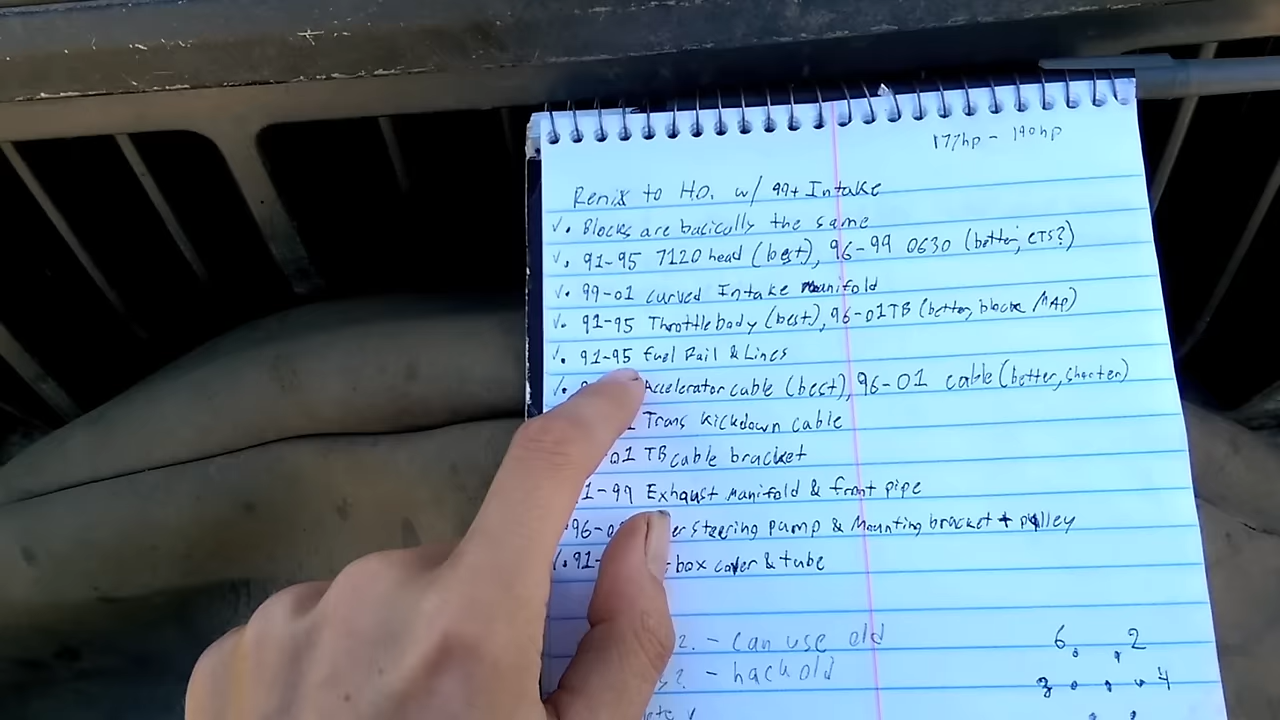 177hp - 190hp
Renix to H.O. w/ 99+ Intake
√. Blocks are basically the same
√. 91-95 7120 head (best), 96-99 0630 (better, CTS?)
√. 99-01 curved Intake Manifold
√. 91-95 Throttlebody (best), 96-01 TB (better, blocks MAP)
√. 91-95 Fuel Rail & Lines
√. Accelerator cable (best), 96-01 cable (better, shorter)
Trans kickdown cable
01 TB cable bracket
1-99 Exhaust Manifold & front pipe
96-0 steering pump & Mounting bracket + pulley
√. 91- box cover & tube
2. - can use old
? - hack old
6 . . 2
3 . . . 4